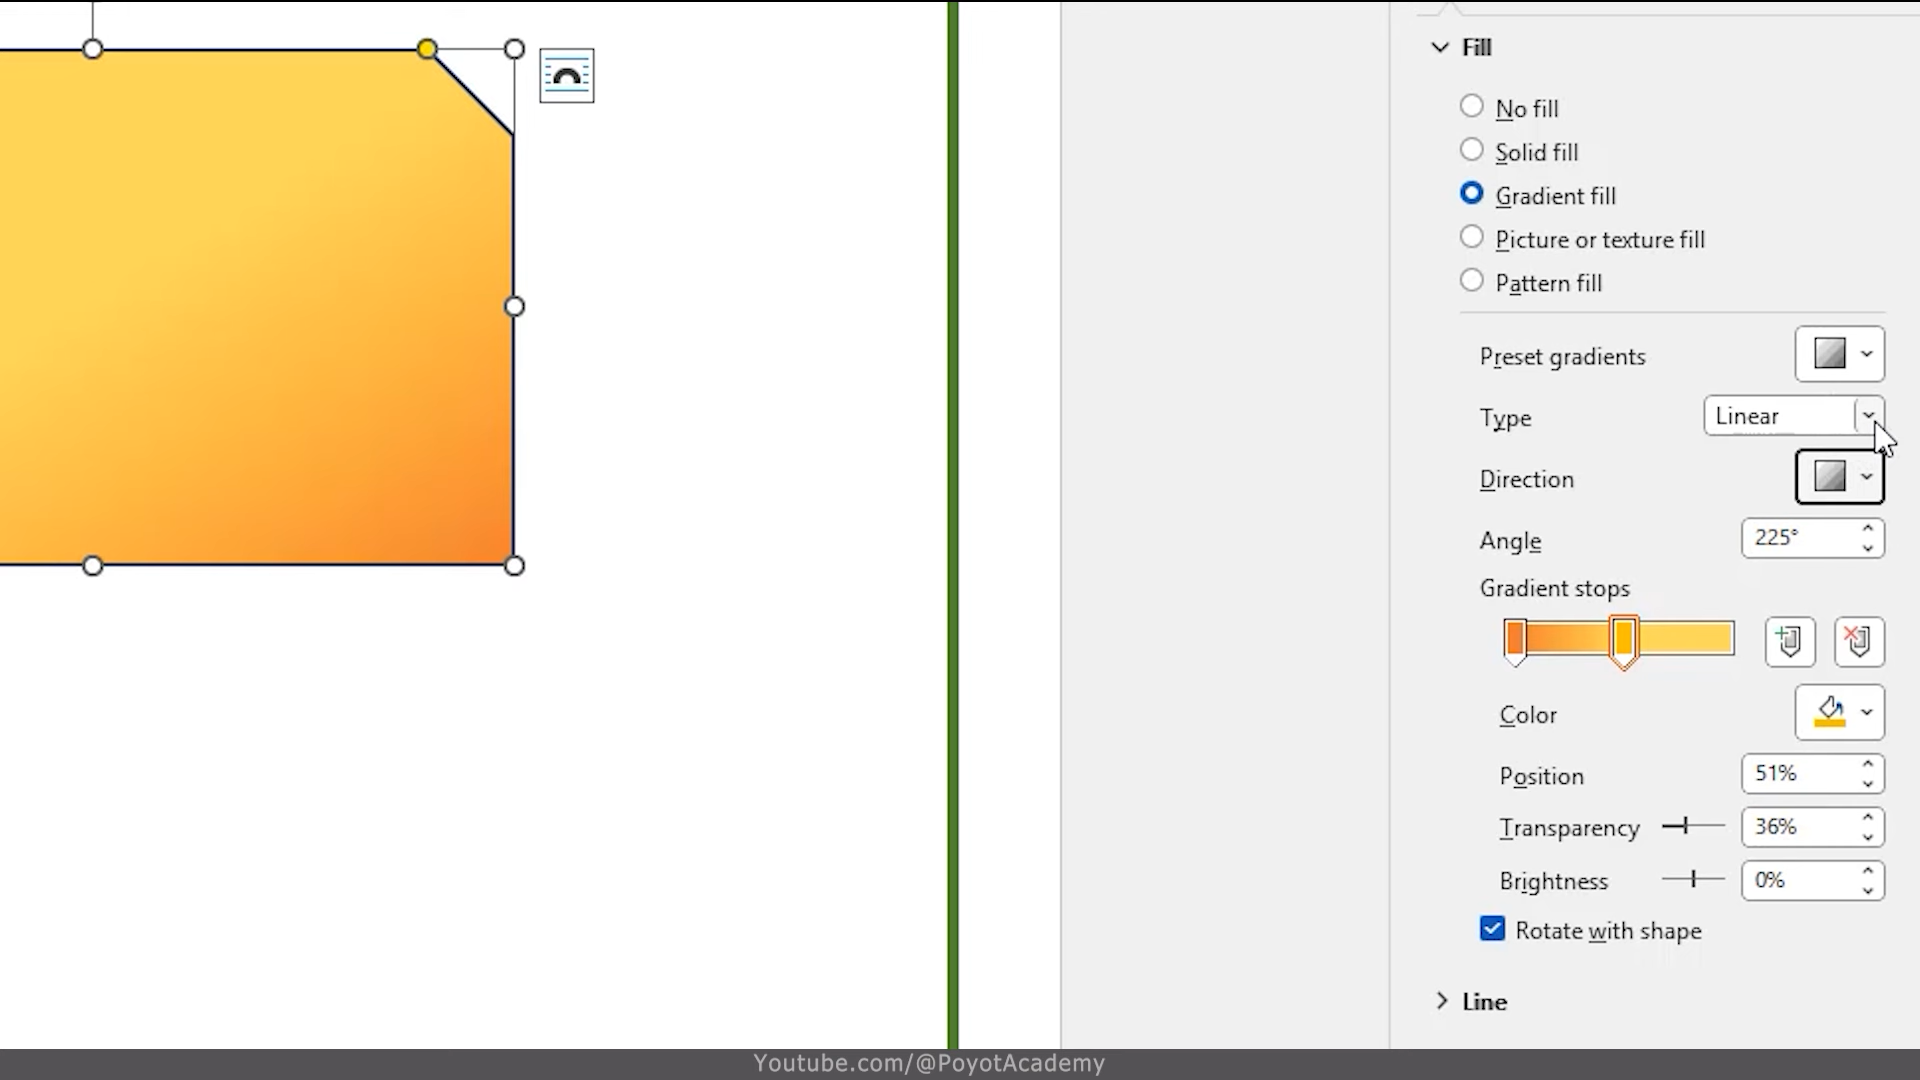 Fill
No fill
Solid fill
Gradient fill
Picture or texture fill
Pattern fill
Preset gradients
Type Linear
Direction
Angle 225°
Gradient stops
Color
Position 51%
Transparency 36%
Brightness 0%
Rotate with shape
Line
Youtube.com/@PoyotAcademy